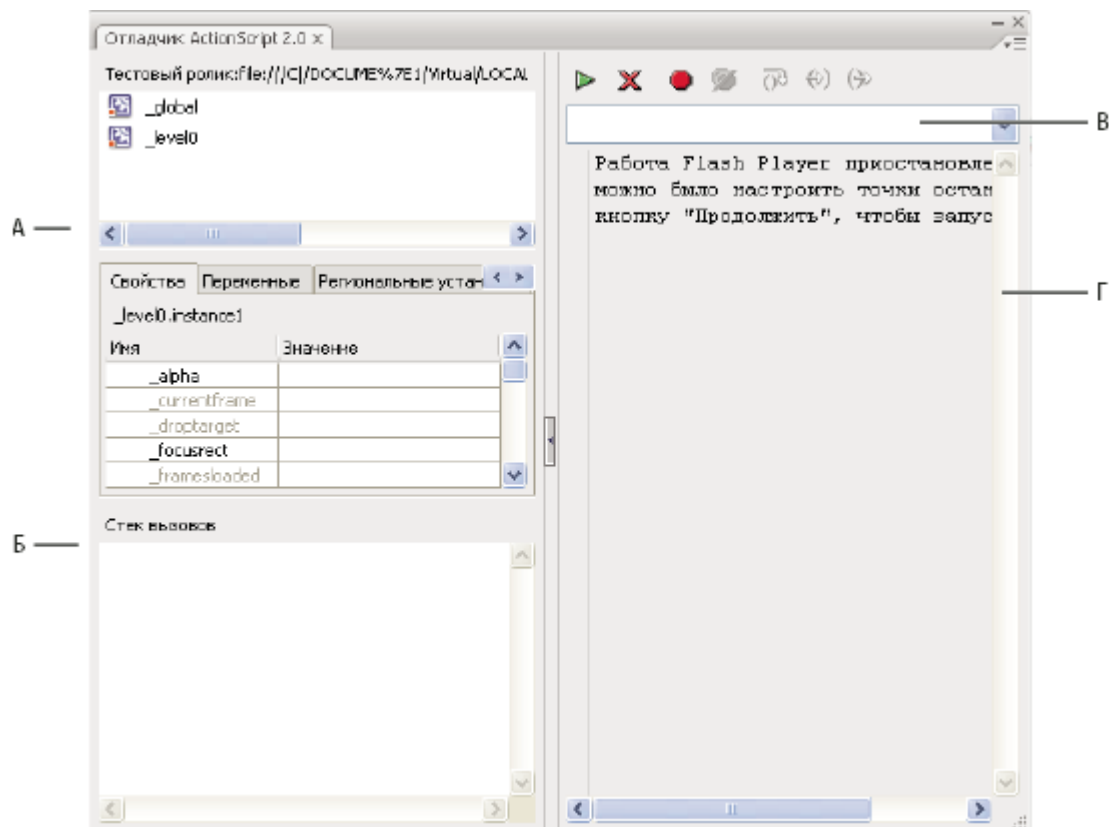 Отладчик ActionScript 2.0 x
Тестовый ролик:file:///C|/DOCUME%7E1/Virtual/LOCAL
_global
_level0
А
Свойства Переменные Региональные устан
_level0.instance1
Имя Значение
_alpha
_currentframe
_droptarget
_focusrect
_framesloaded
Б
Стек вызовов
В
Работа Flash Player приостановле
можно было настроить точки остан
кнопку "Продолжить", чтобы запус
Г